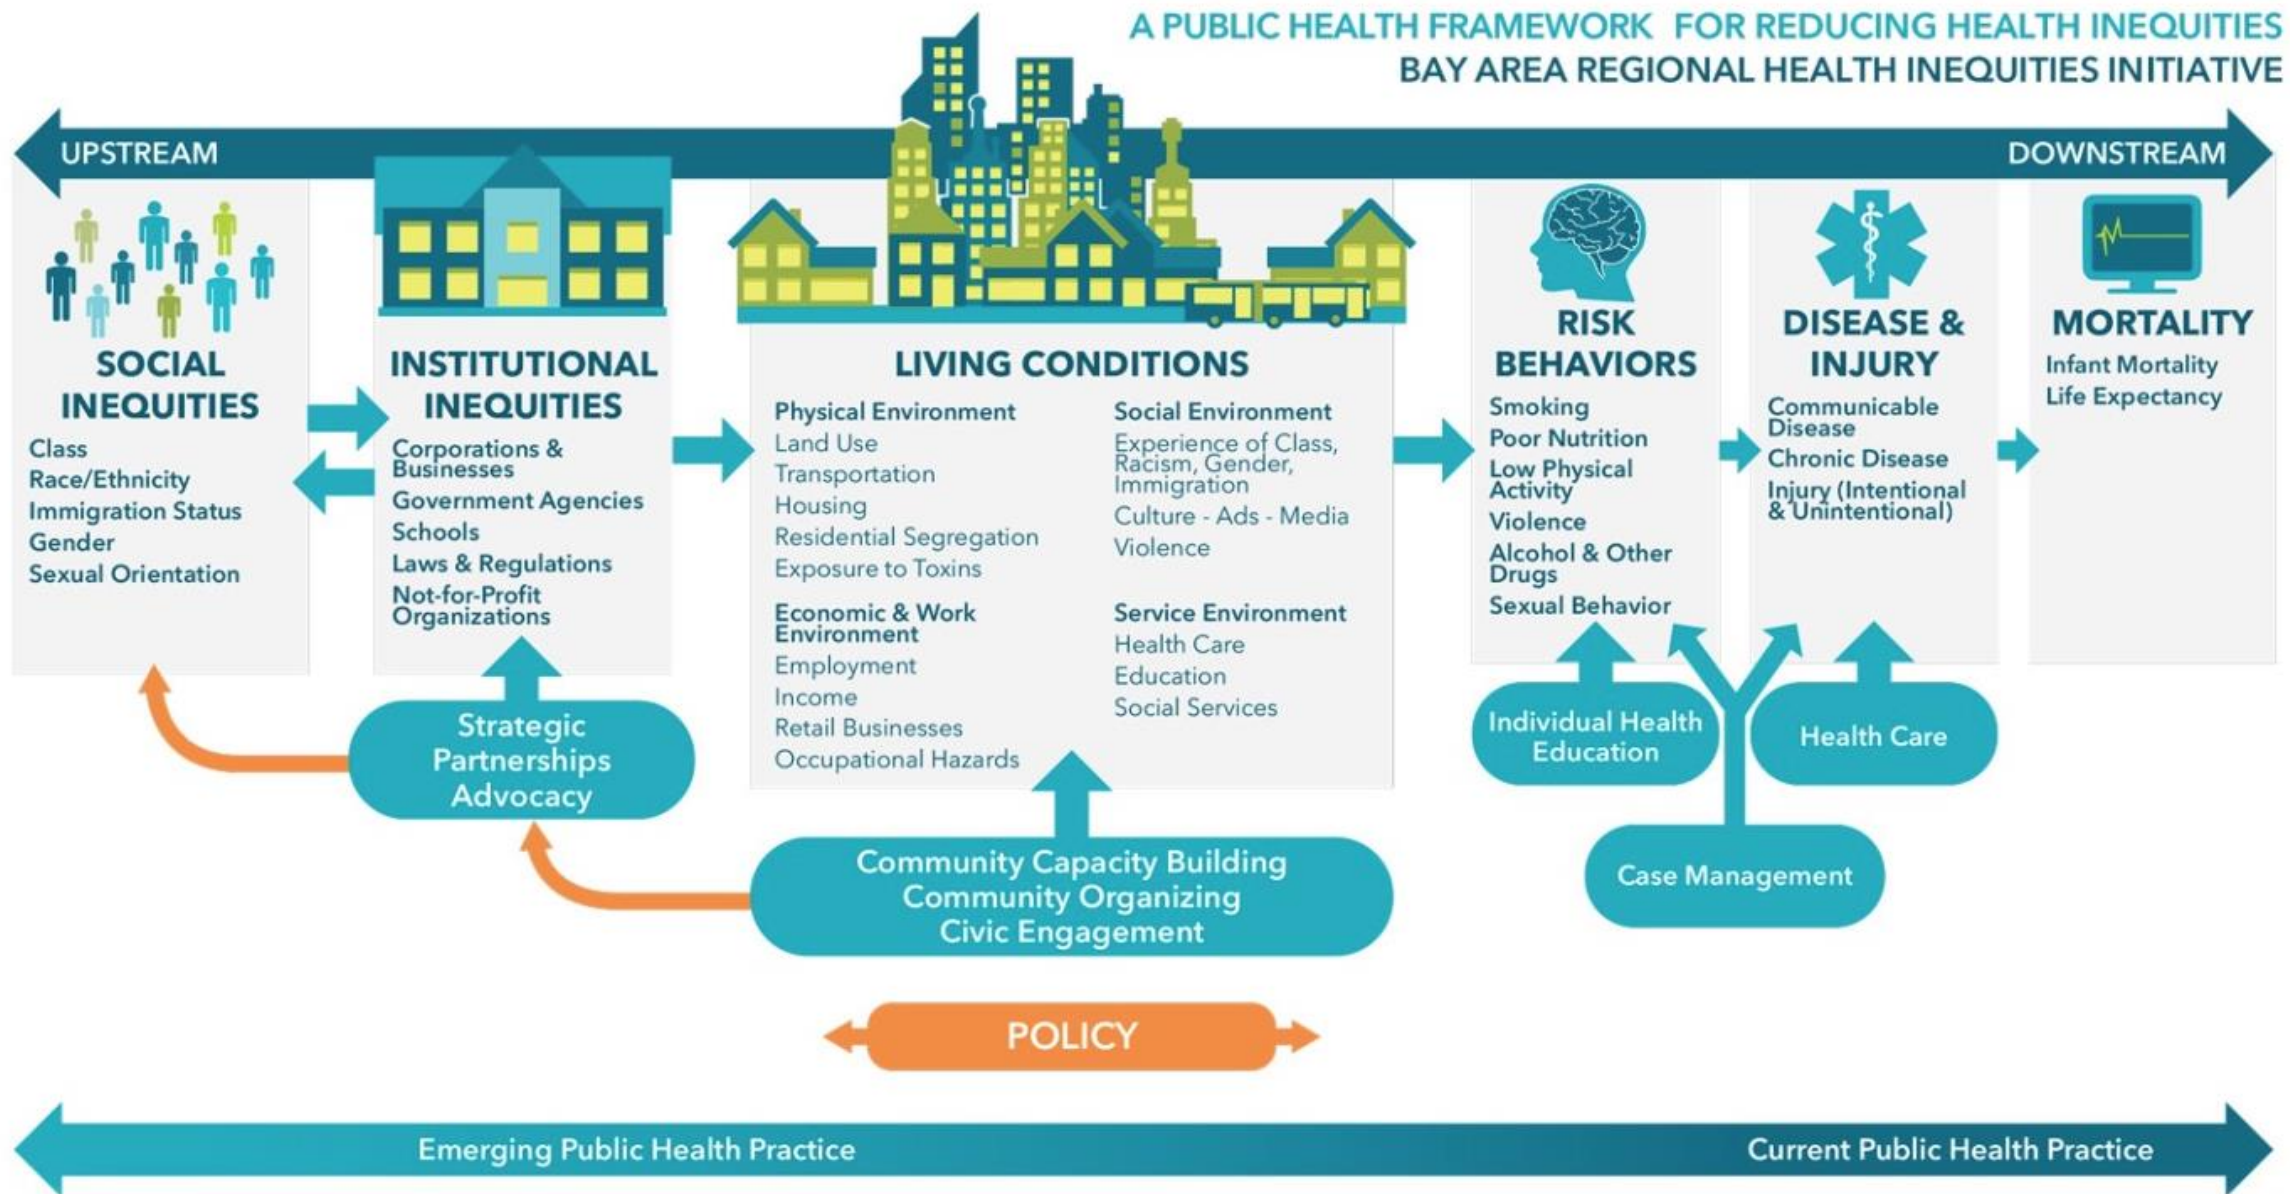 A PUBLIC HEALTH FRAMEWORK FOR REDUCING HEALTH INEQUITIES
BAY AREA REGIONAL HEALTH INEQUITIES INITIATIVE
UPSTREAM
DOWNSTREAM
SOCIAL
INEQUITIES
Class
Race/Ethnicity
Immigration Status
Gender
Sexual Orientation
INSTITUTIONAL
INEQUITIES
Corporations &
Businesses
Government Agencies
Schools
Laws & Regulations
Not-for-Profit
Organizations
Strategic
Partnerships
Advocacy
LIVING CONDITIONS
Physical Environment
Land Use
Transportation
Housing
Residential Segregation
Exposure to Toxins
Economic & Work
Environment
Employment
Income
Retail Businesses
Occupational Hazards
Social Environment
Experience of Class,
Racism, Gender,
Immigration
Culture - Ads - Media
Violence
Service Environment
Health Care
Education
Social Services
Community Capacity Building
Community Organizing
Civic Engagement
RISK
BEHAVIORS
Smoking
Poor Nutrition
Low Physical
Activity
Violence
Alcohol & Other
Drugs
Sexual Behavior
Individual Health
Education
DISEASE &
INJURY
Communicable
Disease
Chronic Disease
Injury (Intentional
& Unintentional)
Health Care
Case Management
MORTALITY
Infant Mortality
Life Expectancy
POLICY
Emerging Public Health Practice
Current Public Health Practice